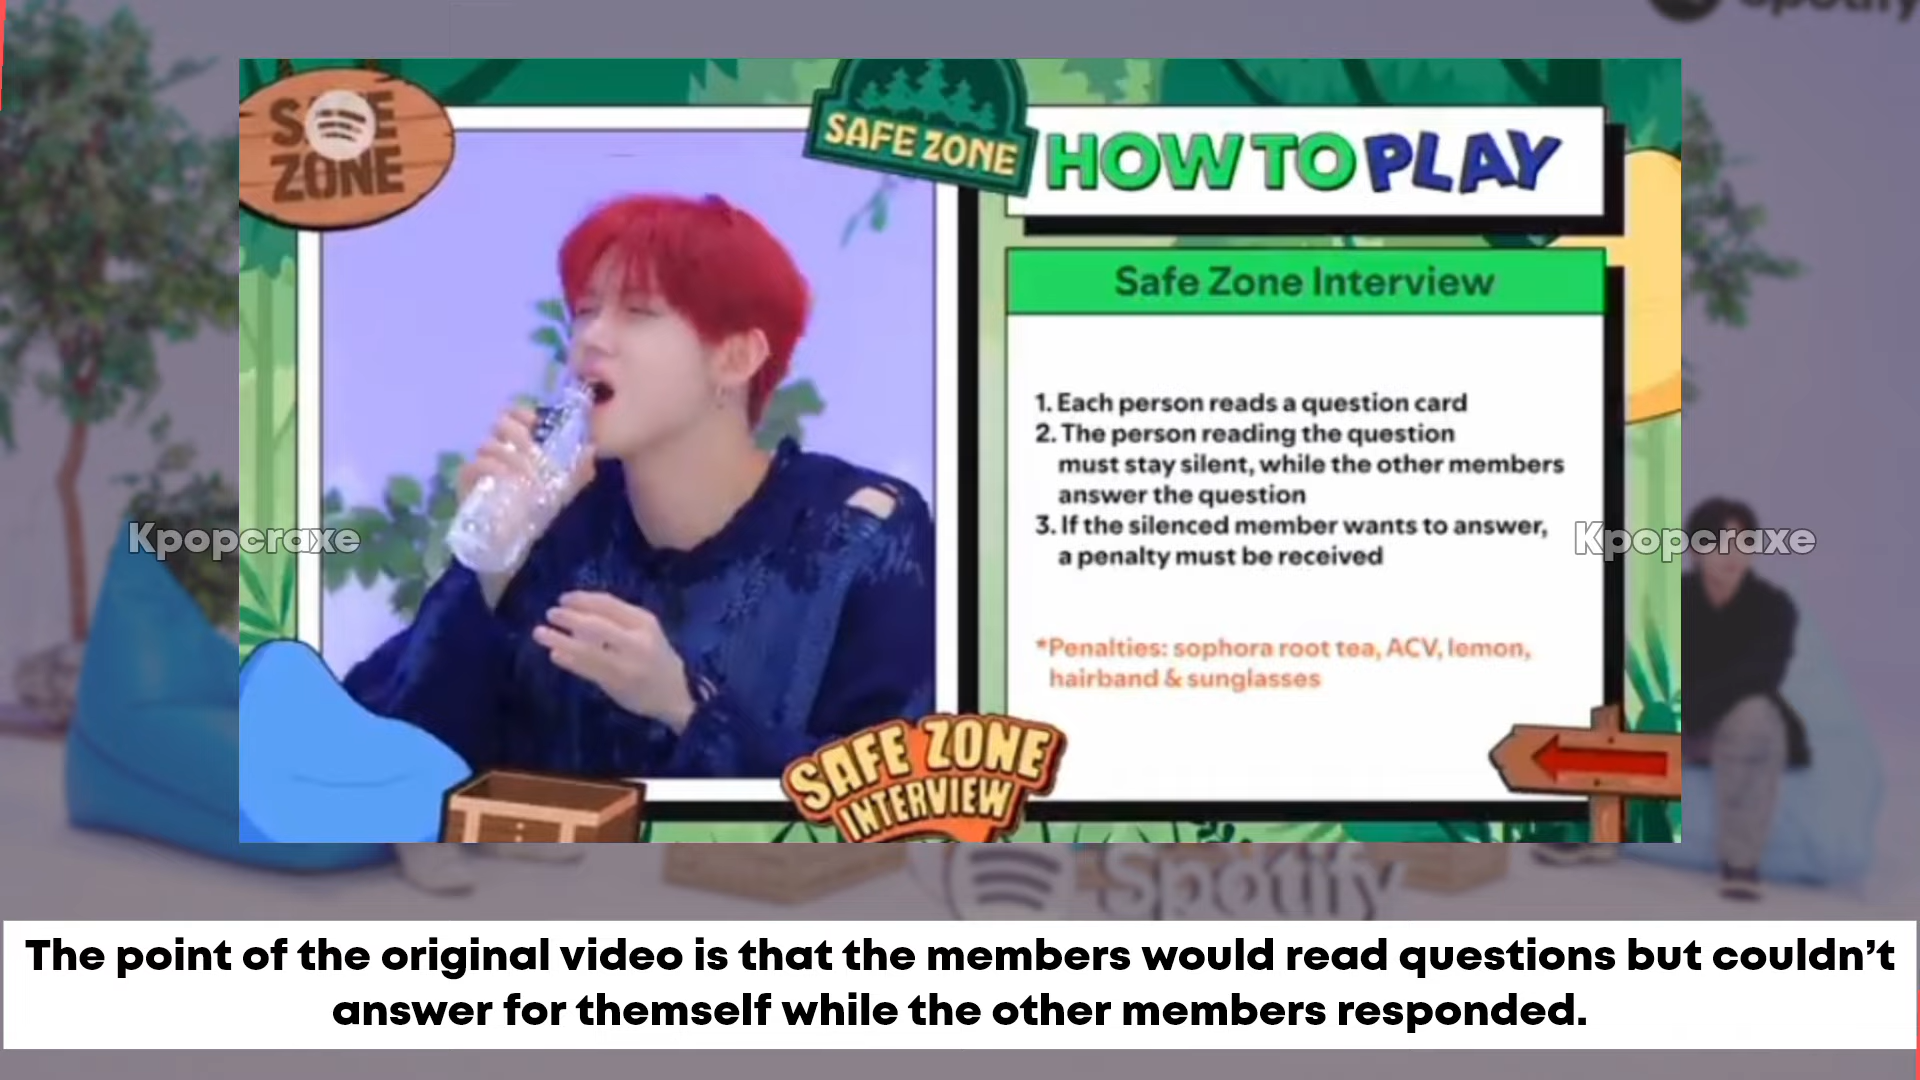 Spotify
SAFE
ZONE
SAFE ZONE
HOW TO PLAY
Safe Zone Interview
1. Each person reads a question card
2. The person reading the question
must stay silent, while the other members
answer the question
3. If the silenced member wants to answer,
a penalty must be received
*Penalties: sophora root tea, ACV, lemon,
hairband & sunglasses
Kpopcraxe
Kpopcraxe
SAFE ZONE
INTERVIEW
Spotify
The point of the original video is that the members would read questions but couldn’t
answer for themself while the other members responded.